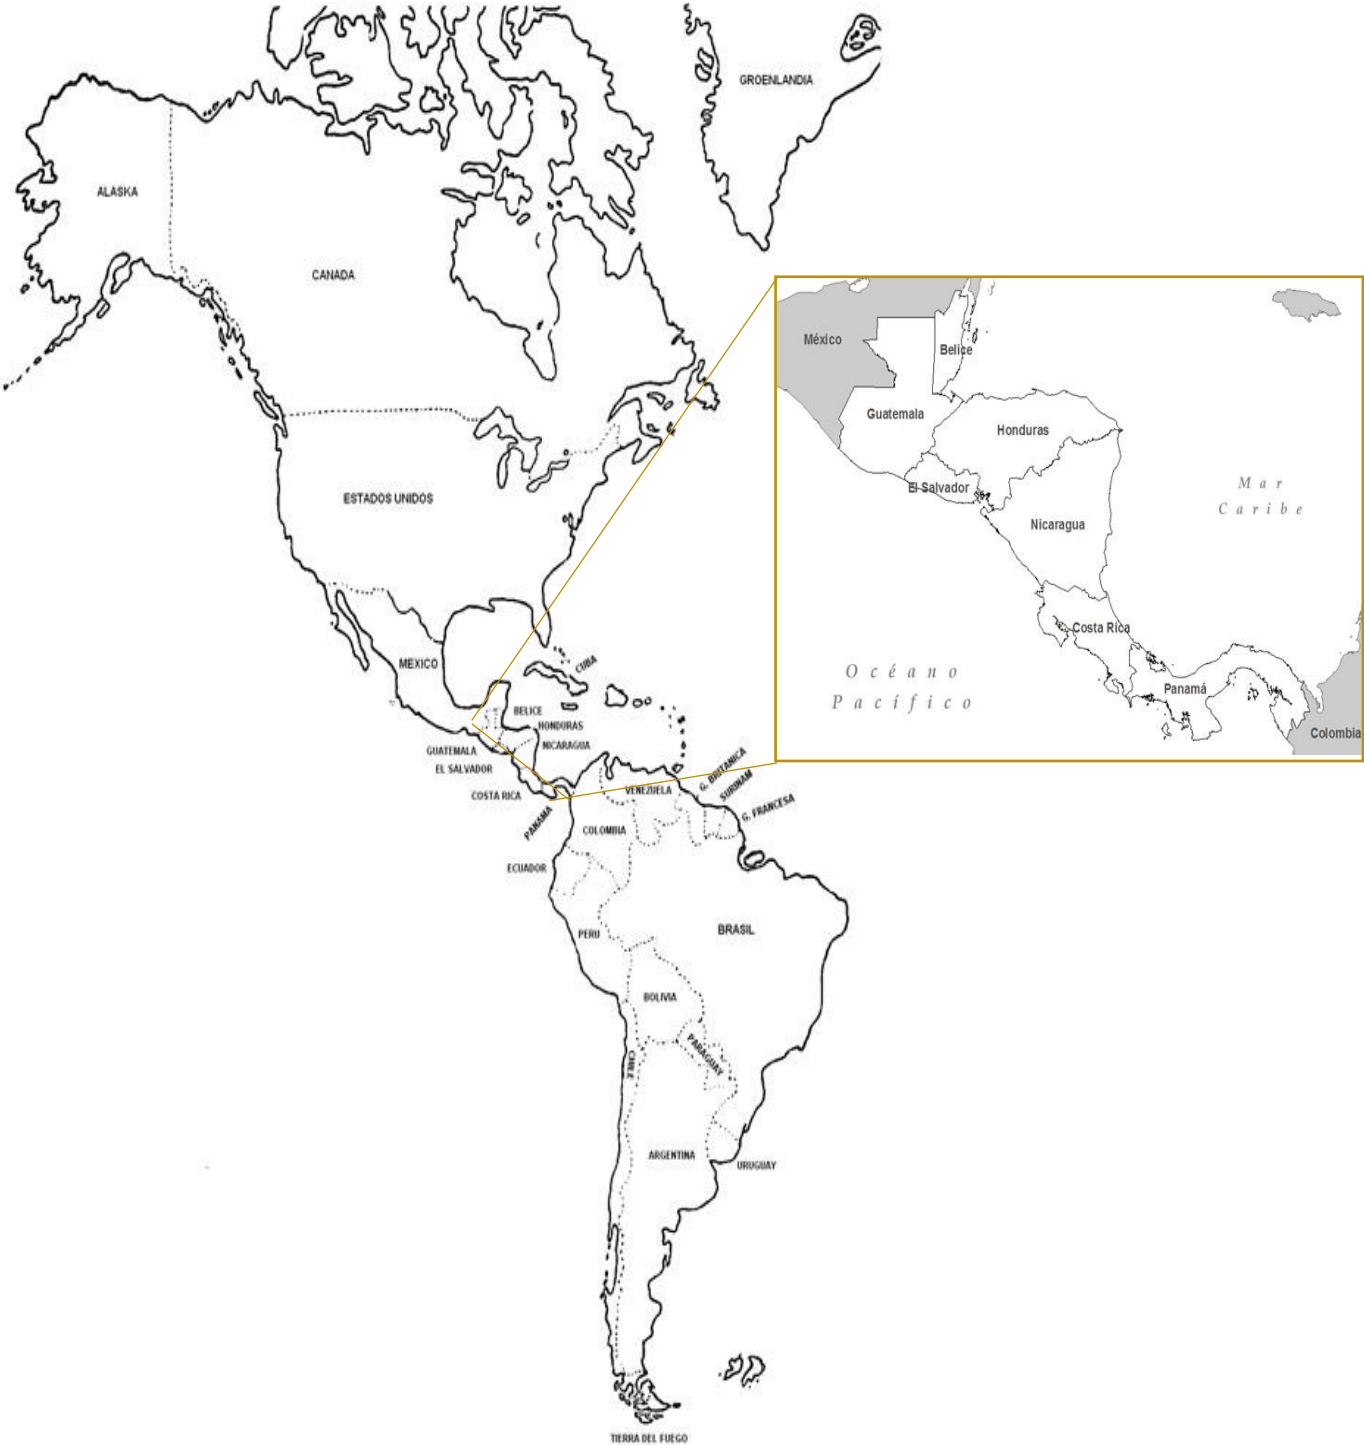 GROENLANDIA
ALASKA
CANADA
ESTADOS UNIDOS
MEXICO
CUBA
BELICE
HONDURAS
NICARAGUA
GUATEMALA
EL SALVADOR
COSTA RICA
PANAMA
VENEZUELA
G. BRITANICA
SURINAM
G. FRANCESA
COLOMBIA
ECUADOR
PERU
BRASIL
BOLIVIA
PARAGUAY
CHILE
ARGENTINA
URUGUAY
TIERRA DEL FUEGO
México
Belice
Guatemala
Honduras
El Salvador
Nicaragua
Mar
Caribe
Costa Rica
Océano
Pacífico
Panamá
Colombia